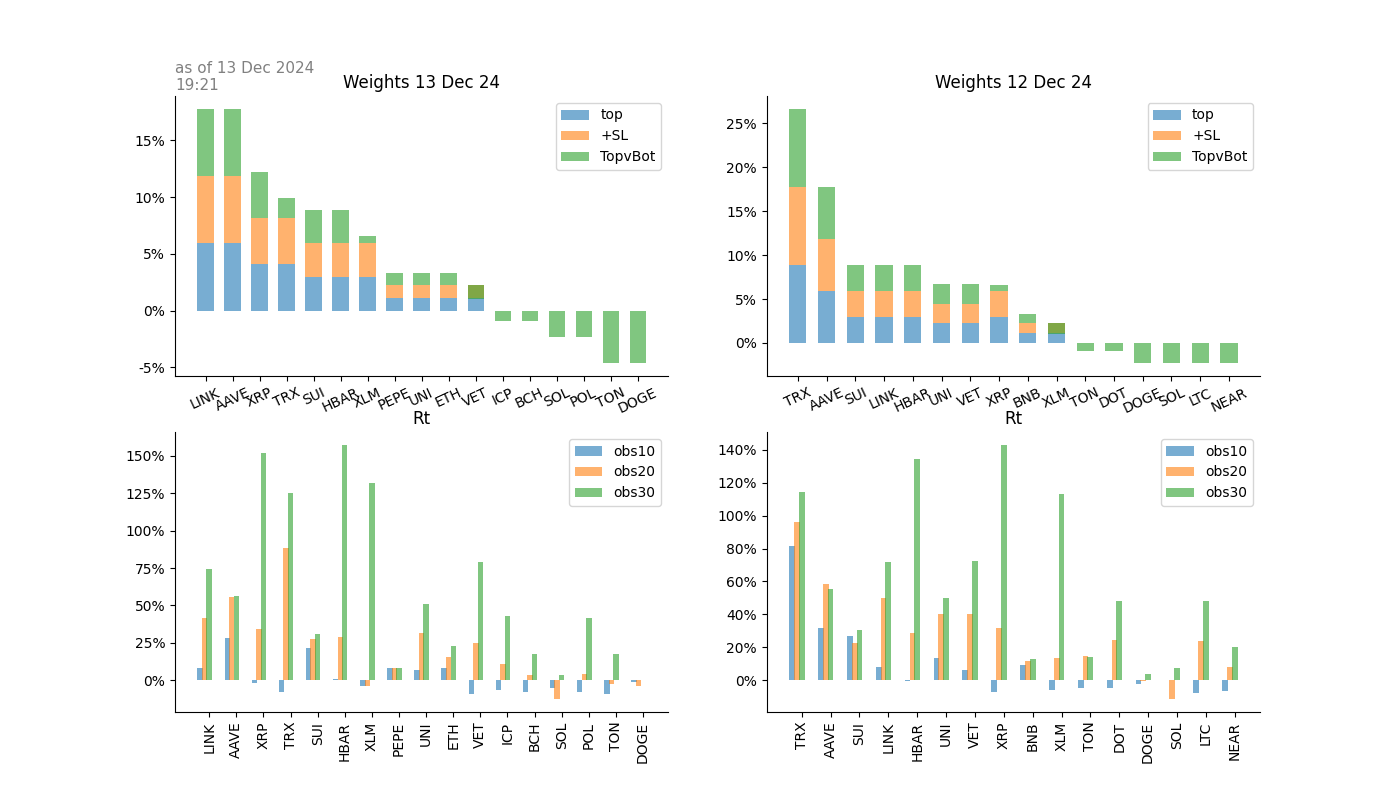 as of 13 Dec 2024
19:21
Weights 13 Dec 24
15%
10%
5%
0%
-5%
top
+SL
TopvBot
LINK AAVE XRP TRX SUI HBAR XLM PEPE UNI ETH VET ICP BCH SOL POL TON DOGE
Weights 12 Dec 24
25%
20%
15%
10%
5%
0%
top
+SL
TopvBot
TRX AAVE SUI LINK HBAR UNI VET XRP BNB XLM TON DOT DOGE SOL LTC NEAR
Rt
150%
125%
100%
75%
50%
25%
0%
obs10
obs20
obs30
LINK AAVE XRP TRX SUI HBAR XLM PEPE UNI ETH VET ICP BCH SOL POL TON DOGE
Rt
140%
120%
100%
80%
60%
40%
20%
0%
obs10
obs20
obs30
TRX AAVE SUI LINK HBAR UNI VET XRP BNB XLM TON DOT DOGE SOL LTC NEAR